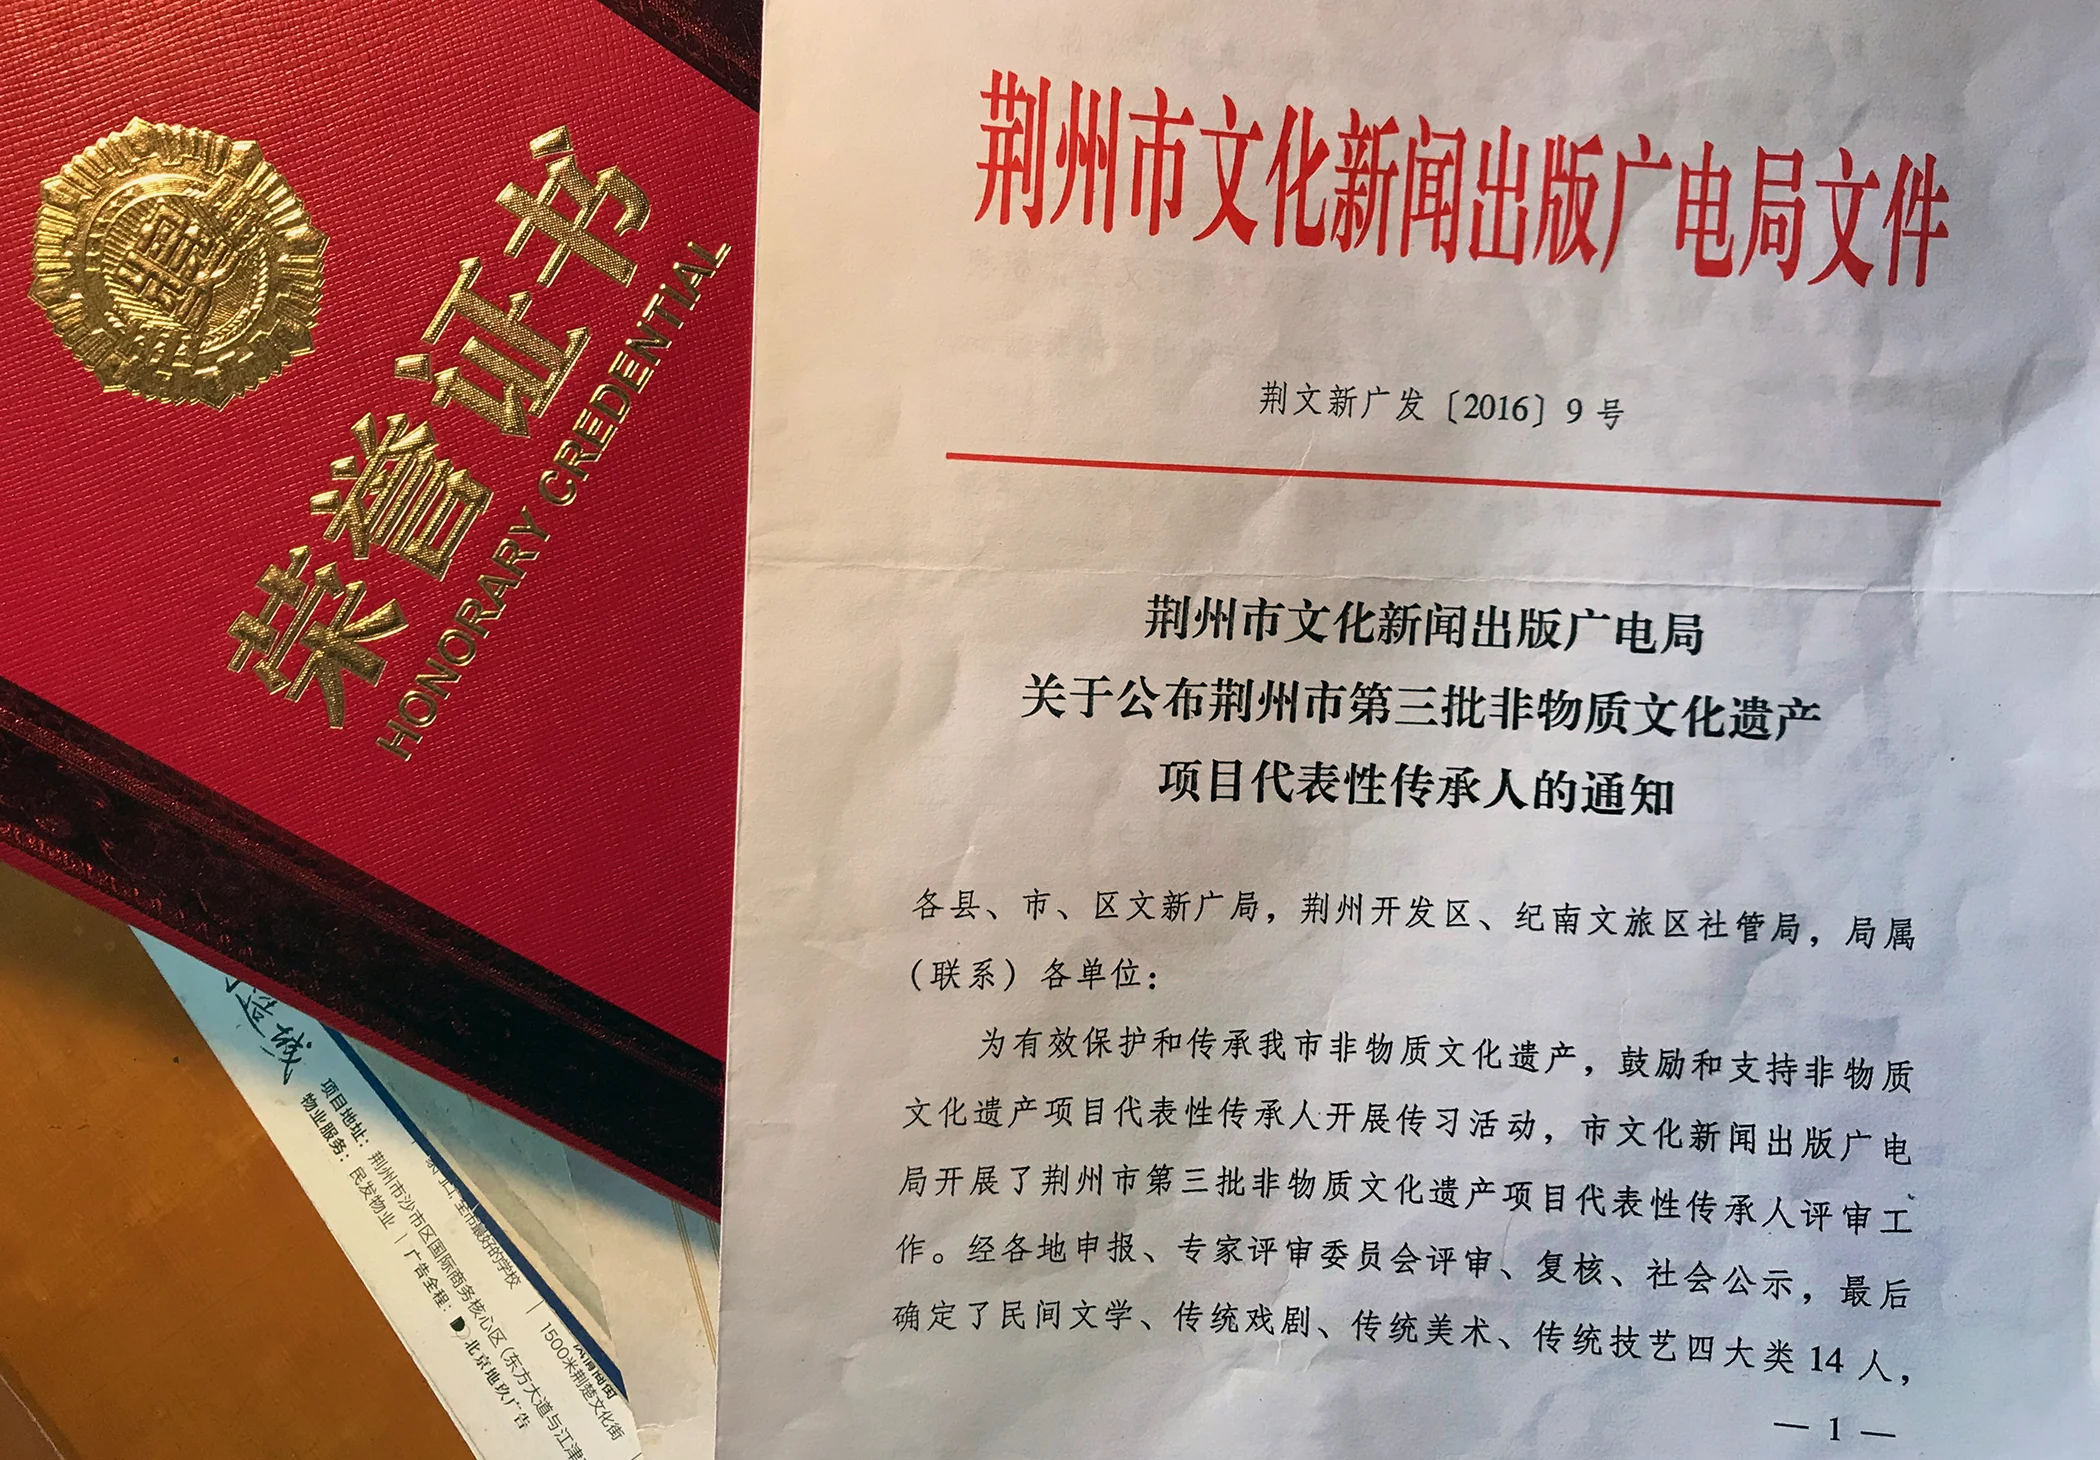 荣誉证书
HONORARY CREDENTIAL
荆州市文化新闻出版广电局文件
荆文新广发〔2016〕9号
荆州市文化新闻出版广电局
关于公布荆州市第三批非物质文化遗产
项目代表性传承人的通知
各县、市、区文新广局，荆州开发区、纪南文旅区社管局，局属
（联系）各单位：
为有效保护和传承我市非物质文化遗产，鼓励和支持非物质
文化遗产项目代表性传承人开展传习活动，市文化新闻出版广电
局开展了荆州市第三批非物质文化遗产项目代表性传承人评审工
作。经各地申报、专家评审委员会评审、复核、社会公示，最后
确定了民间文学、传统戏剧、传统美术、传统技艺四大类14人，
— 1 —
全市最好的学校 | 1500米荆楚文化街
项目地址：荆州市沙市区国际商务核心区（东方大道与江津
物业服务：民发物业 | 广告全程：北京地玖广告